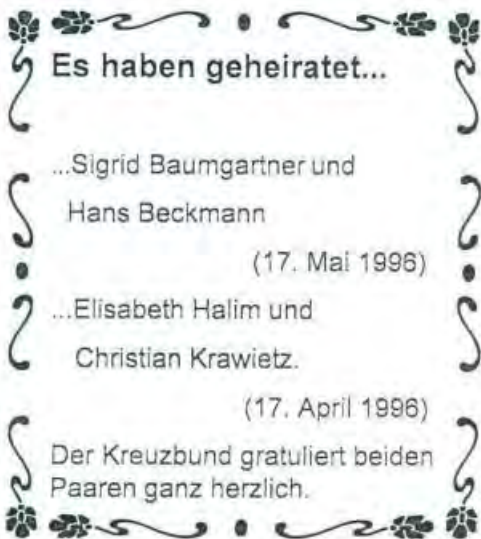 Es haben geheiratet...
...Sigrid Baumgartner und
Hans Beckmann
(17. Mai 1996)
...Elisabeth Halim und
Christian Krawietz.
(17. April 1996)
Der Kreuzbund gratuliert beiden
Paaren ganz herzlich.